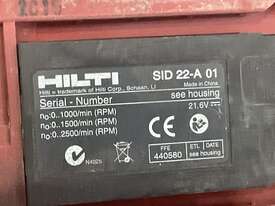 HILTI SID 22-A 01
Hilti = trademark of Hilti Corp., Schaan, LI Made in China
Serial - Number see housing
21.6V
n₀:0..1000/min (RPM)
n₀:0..1500/min (RPM)
n₀:0..2500/min (RPM)
CE
FFE ETL DATE
440580 see housing